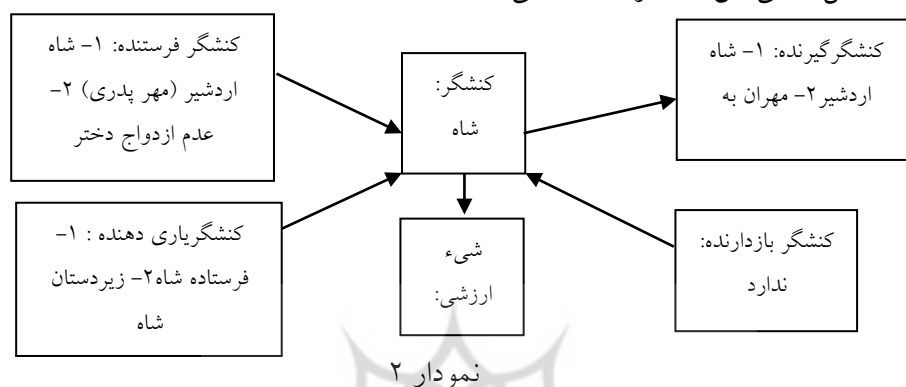 کنشگر فرستنده: ۱– شاه
اردشیر (مهر پدری) ۲–
عدم ازدواج دختر
کنشگر:
شاه
کنشگرگیرنده: ۱– شاه
اردشیر۲– مهران به
کنشگریاری دهنده : ۱–
فرستاده شاه۲– زیردستان
شاه
شیء
ارزشی:
کنشگر بازدارنده:
ندارد
نمودار ۲